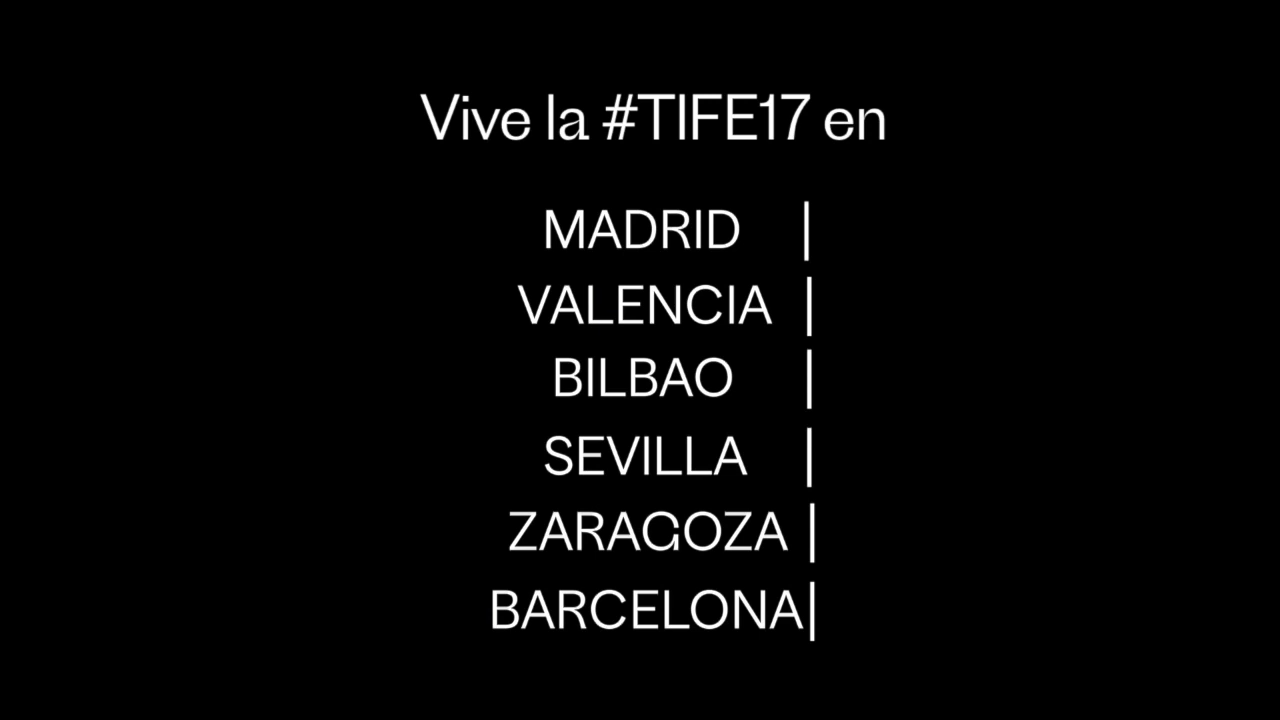 Vive la #TIFE17 en
MADRID |
VALENCIA |
BILBAO |
SEVILLA |
ZARAGOZA |
BARCELONA|